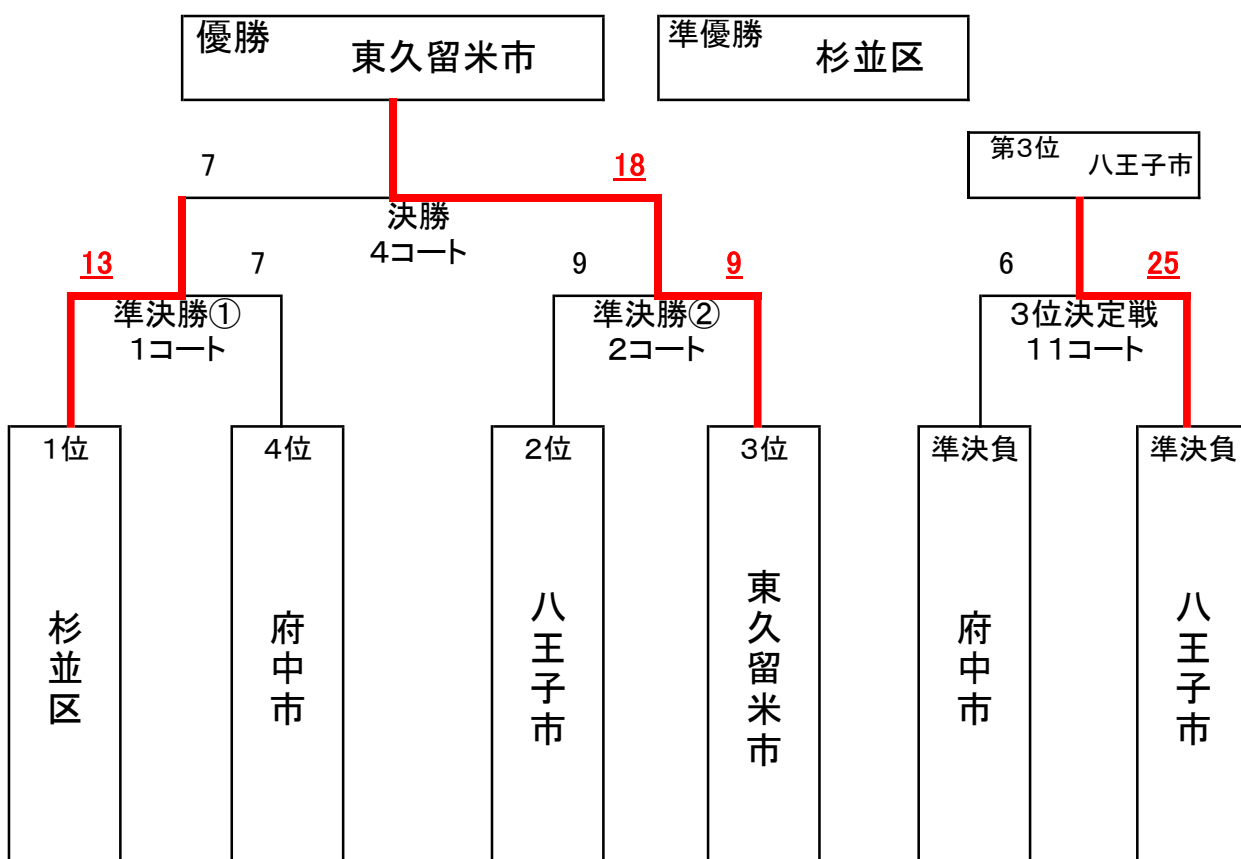 優勝 東久留米市
準優勝 杉並区
第3位 八王子市
7
18
決勝
4コート
13
7
9
9
6
25
準決勝①
1コート
準決勝②
2コート
3位決定戦
11コート
1位
4位
2位
3位
準決負
準決負
杉並区
府中市
八王子市
東久留米市
府中市
八王子市